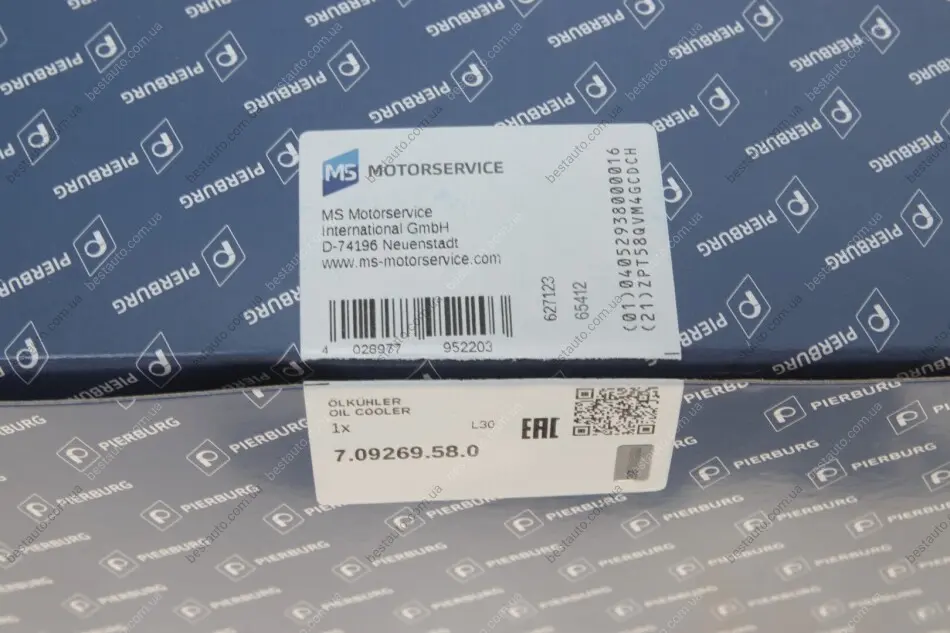 PIERBURG
MS MOTORSERVICE
MS Motorservice
International GmbH
D-74196 Neuenstadt
www.ms-motorservice.com
4 028977 952203
627123
65412
(01)04052938000016
(21)ZPT58QVM4GCDCH
ÖLKÜHLER
OIL COOLER
1x
L30
EAC
7.09269.58.0
bestauto.com.ua